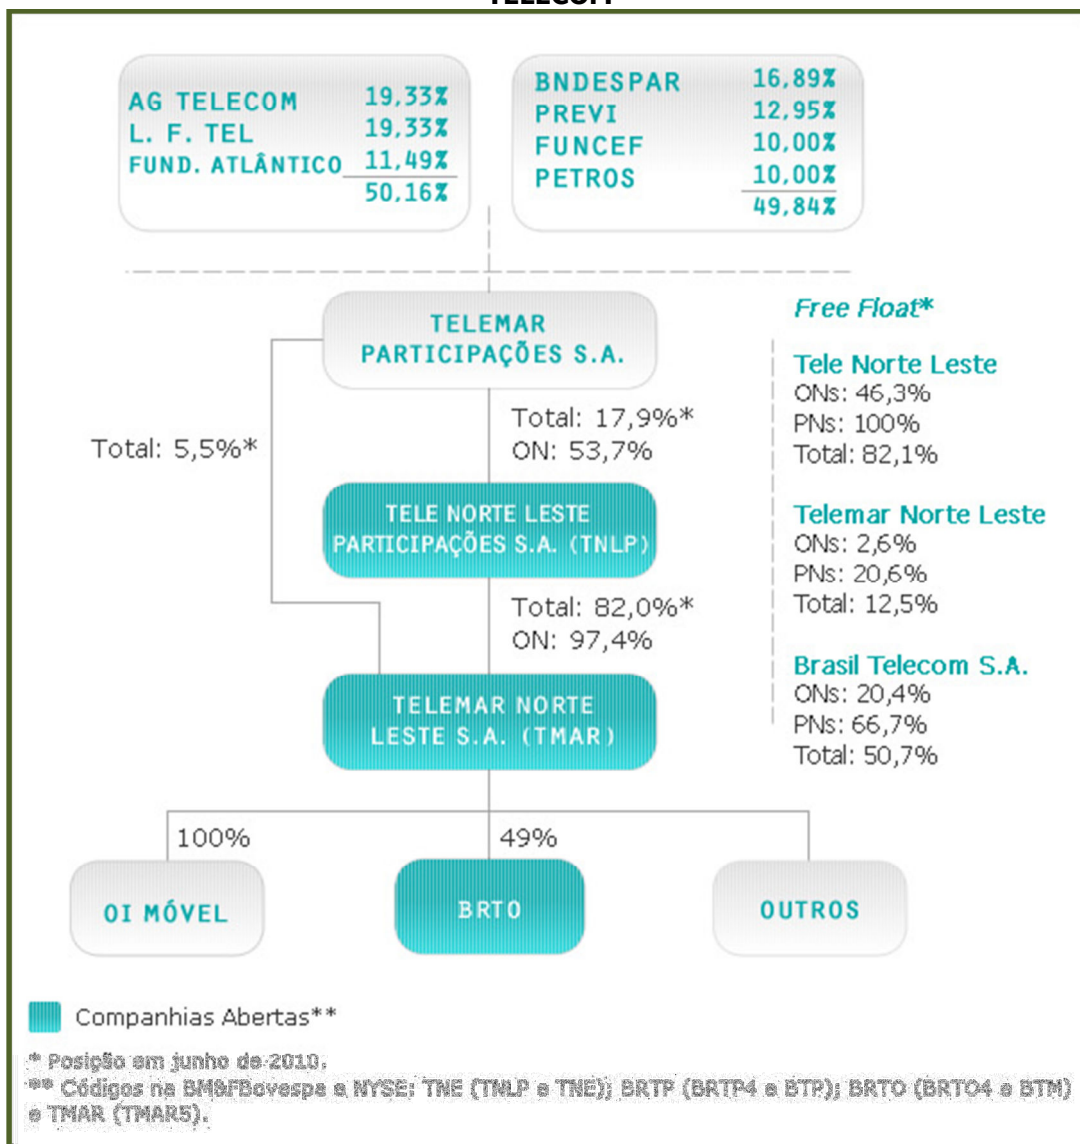 TELECOM
AG TELECOM 19,33%
L. F. TEL 19,33%
FUND. ATLÂNTICO 11,49%
50,16%
BNDESPAR 16,89%
PREVI 12,95%
FUNCEF 10,00%
PETROS 10,00%
49,84%
TELEMAR
PARTICIPAÇÕES S.A.
Total: 5,5%*
Total: 17,9%*
ON: 53,7%
TELE NORTE LESTE
PARTICIPAÇÕES S.A. (TNLP)
Total: 82,0%*
ON: 97,4%
TELEMAR NORTE
LESTE S.A. (TMAR)
Free Float*
Tele Norte Leste
ONs: 46,3%
PNs: 100%
Total: 82,1%
Telemar Norte Leste
ONs: 2,6%
PNs: 20,6%
Total: 12,5%
Brasil Telecom S.A.
ONs: 20,4%
PNs: 66,7%
Total: 50,7%
100%
49%
OI MÓVEL
BRTO
OUTROS
Companhias Abertas**
* Posição em junho de 2010.
** Códigos na BM&FBovespa e NYSE: TNE (TNLP e TNE); BRTP (BRTP4 e BTP); BRTO (BRTO4 e BTM)
e TMAR (TMAR5).